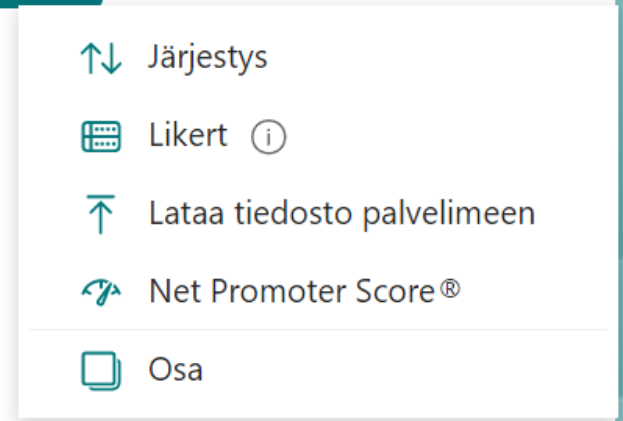 Järjestys
Likert
Lataa tiedosto palvelimeen
Net Promoter Score®
Osa